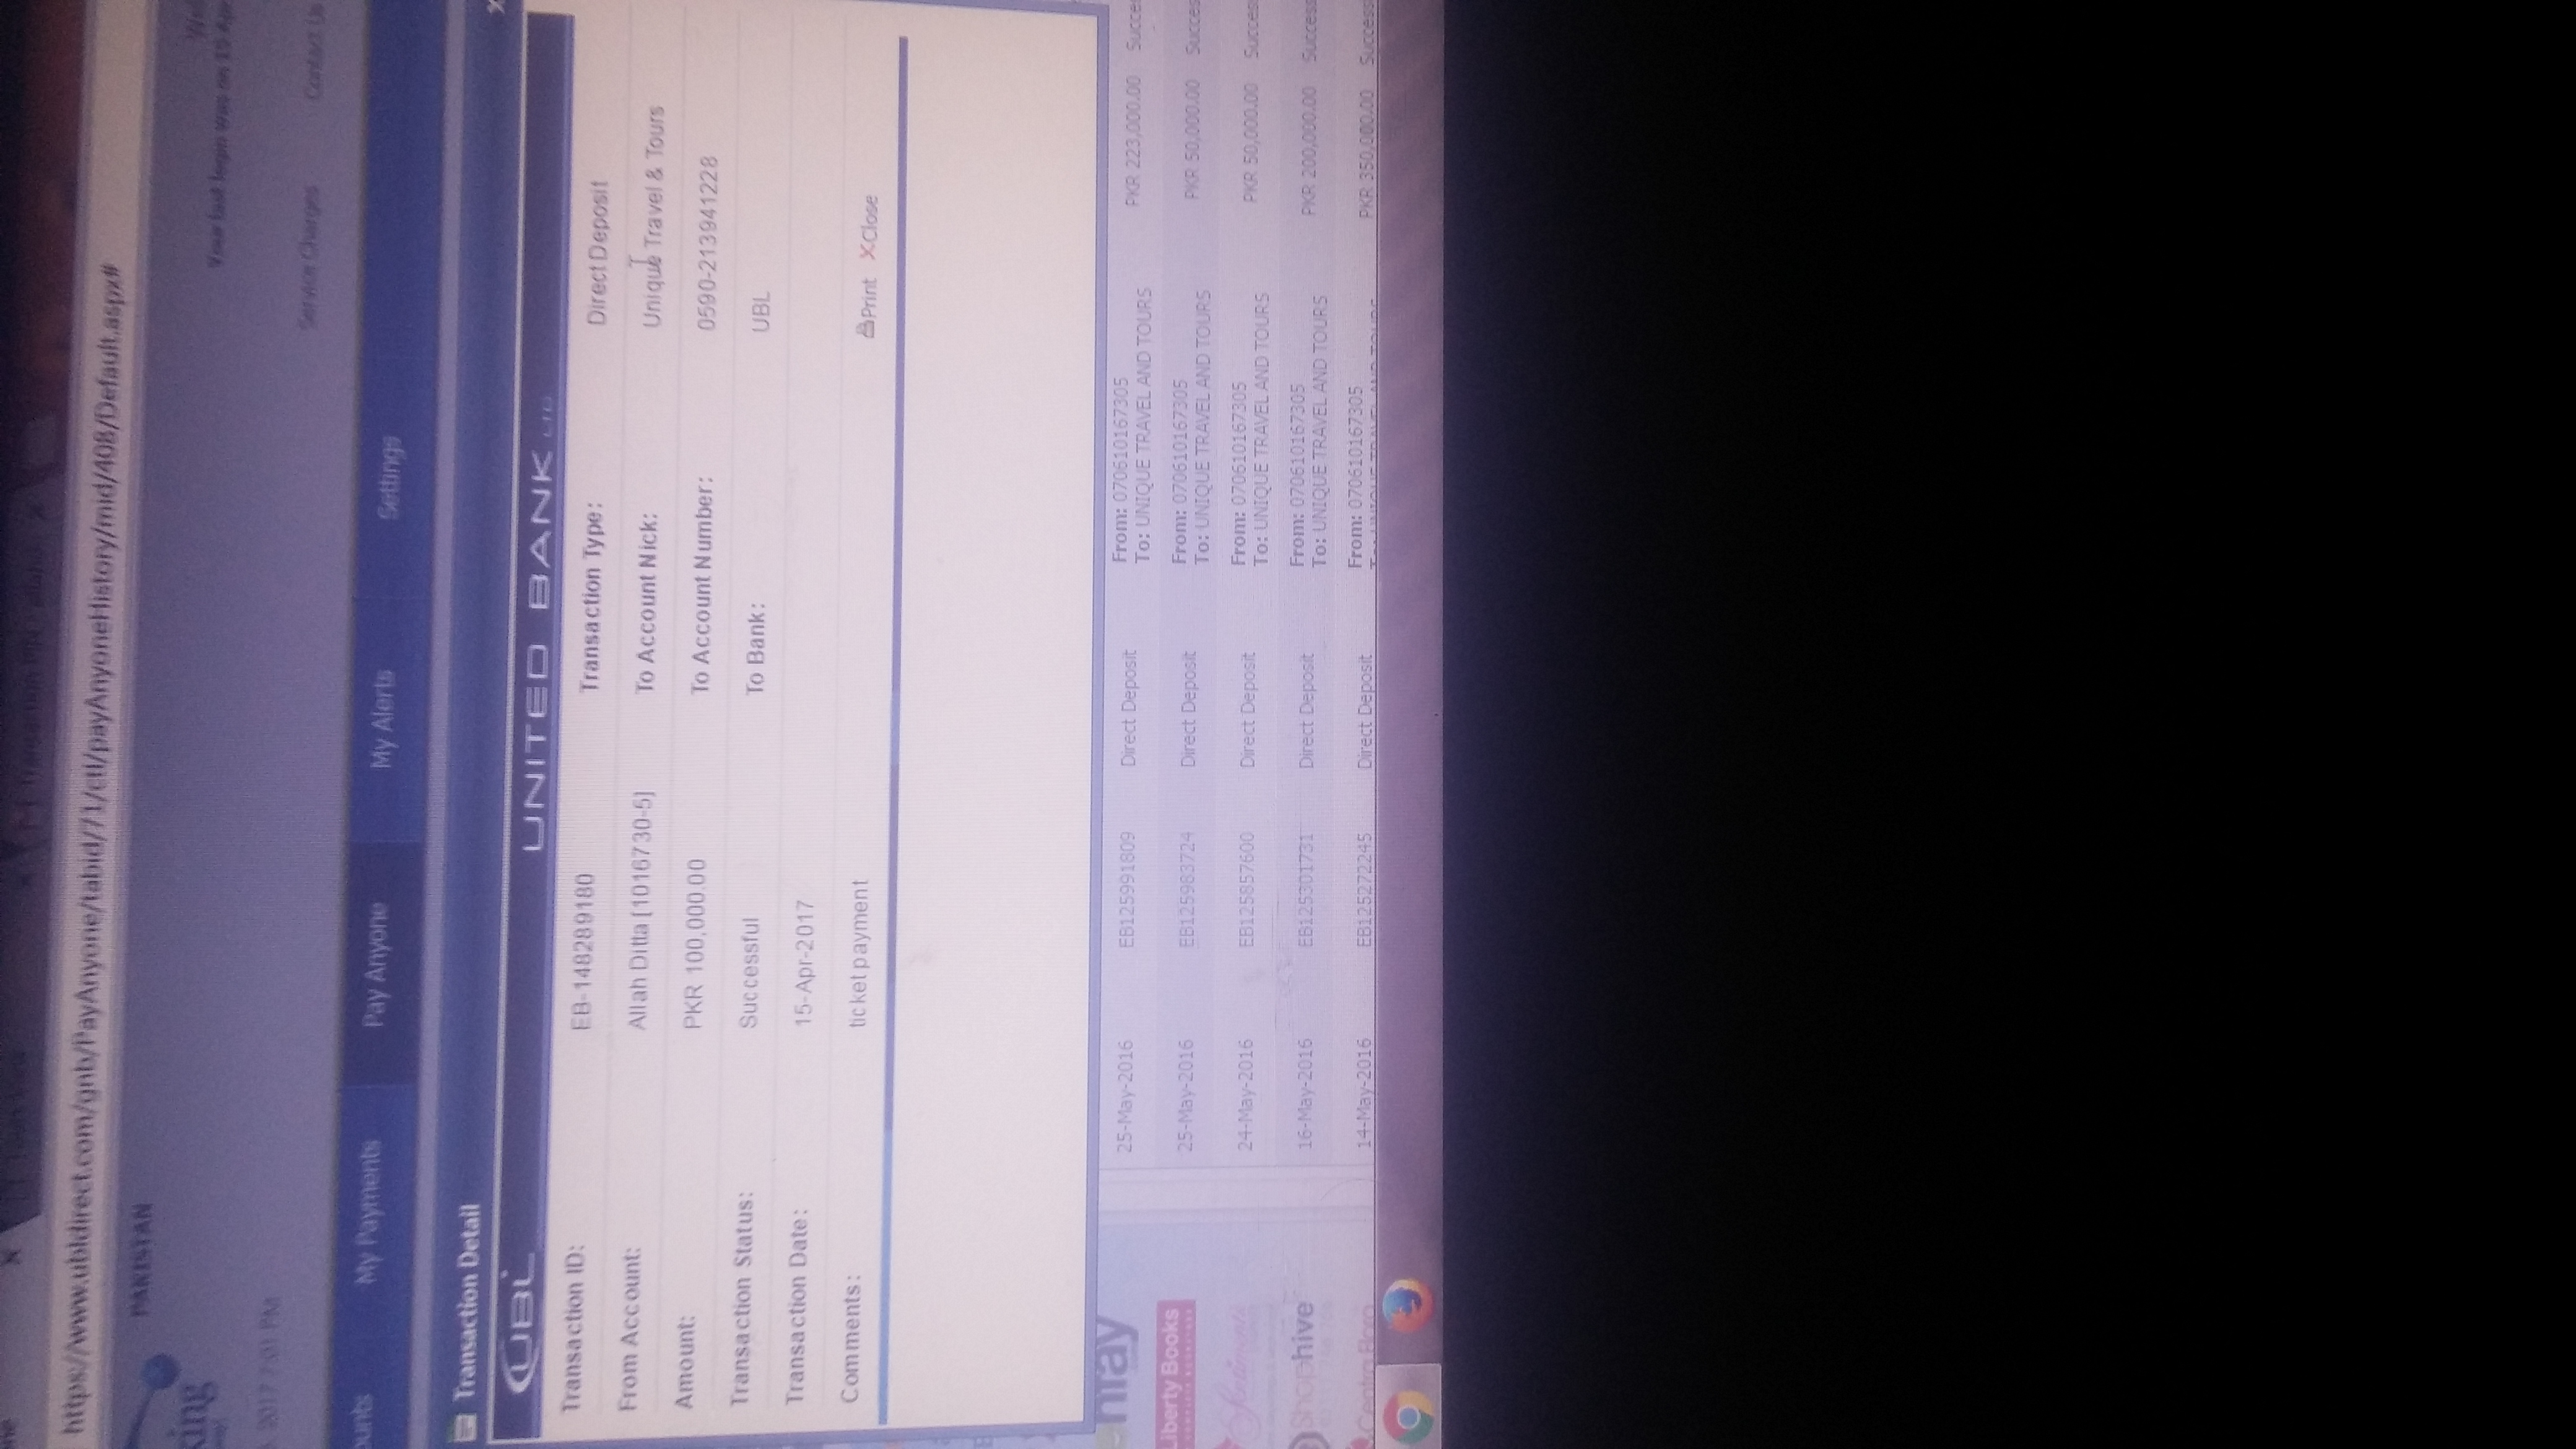 https://www.ubldirect.com/gnb/PayAnyone/tabid/71/ctl/payAnyoneHistory/mid/408/Default.aspx#
PAKISTAN
king
Your last login was on 15 Apr
, 2017 7:01 PM
Service Charges Contact Us
ounts My Payments Pay Anyone My Alerts Settings
Transaction Detail
UBL UNITED BANK LTD
Transaction ID: EB-148289180 Transaction Type: Direct Deposit
From Account: Allah Ditta [1016730-5] To Account Nick: Unique Travel & Tours
Amount: PKR 100,000.00 To Account Number: 0590-213941228
Transaction Status: Successful To Bank: UBL
Transaction Date: 15-Apr-2017
Comments: ticket payment Print Close
25-May-2016 EB125991809 Direct Deposit From: 070610167305 To: UNIQUE TRAVEL AND TOURS PKR 223,000.00 Succe
Liberty Books
25-May-2016 EB125983724 Direct Deposit From: 070610167305 To: UNIQUE TRAVEL AND TOURS PKR 50,000.00 Succes
24-May-2016 EB125857600 Direct Deposit From: 070610167305 To: UNIQUE TRAVEL AND TOURS PKR 50,000.00 Success
Shophive
16-May-2016 EB125301731 Direct Deposit From: 070610167305 To: UNIQUE TRAVEL AND TOURS PKR 200,000.00 Success
14-May-2016 EB125272245 Direct Deposit From: 070610167305 To: UNIQUE TRAVEL AND TOURS PKR 350,000.00 Success